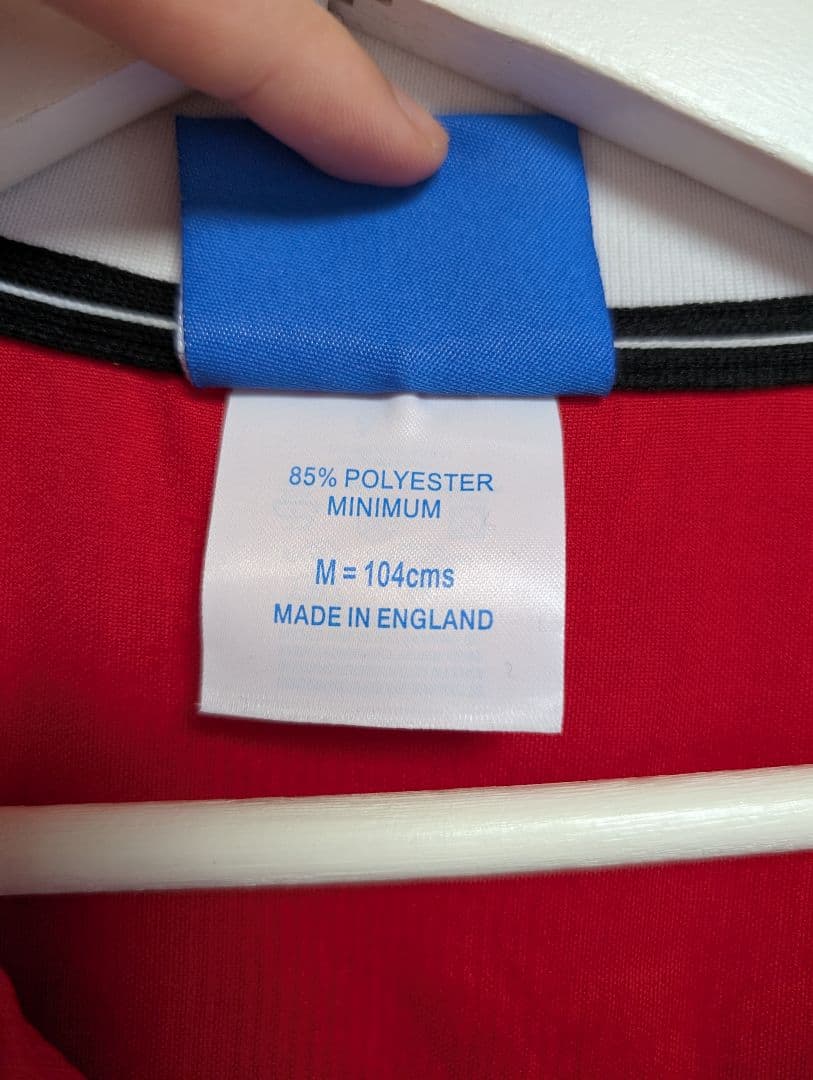 85% POLYESTER
MINIMUM
M = 104cms
MADE IN ENGLAND